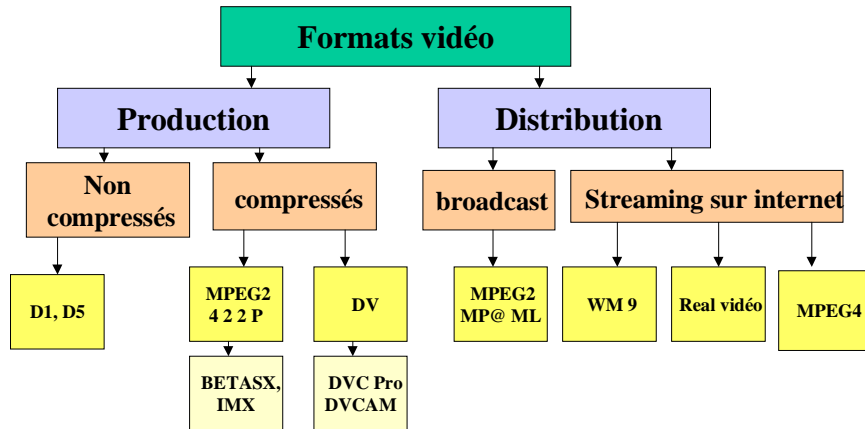 Formats vidéo
Production
Distribution
Non
compressés
compressés
broadcast
Streaming sur internet
D1, D5
MPEG2
4 2 2 P
DV
MPEG2
MP@ ML
WM 9
Real vidéo
MPEG4
BETASX,
IMX
DVC Pro
DVCAM